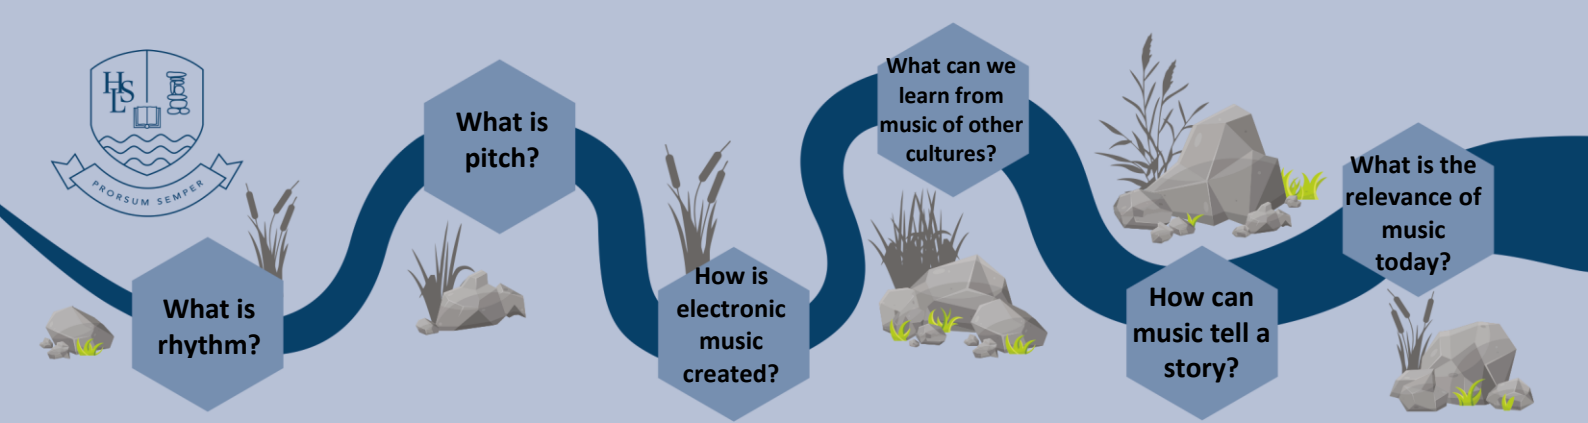 HLS
PRORSUM SEMPER
What is
rhythm?
What is
pitch?
How is
electronic
music
created?
What can we
learn from
music of other
cultures?
How can
music tell a
story?
What is the
relevance of
music
today?